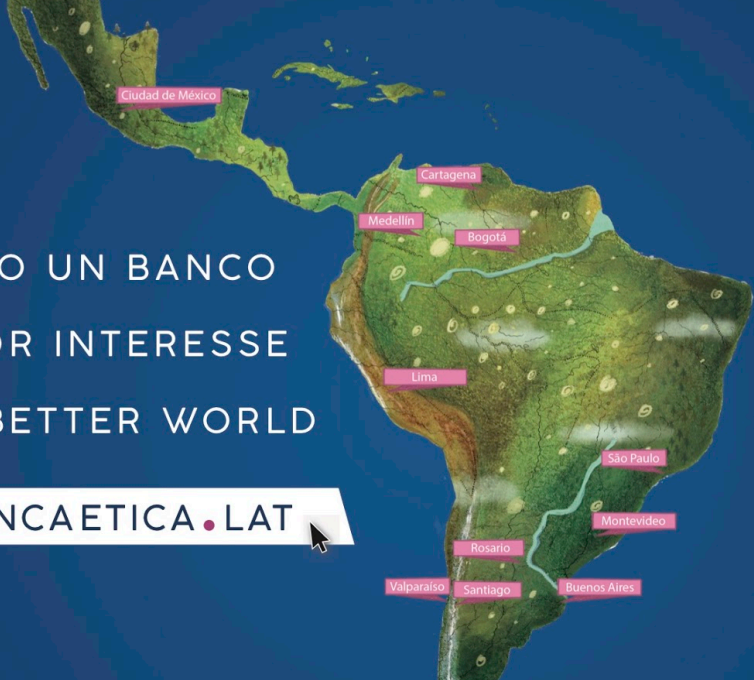 Ciudad de México
Cartagena
Medellín
Bogotá
O UN BANCO
R INTERESSE
Lima
BETTER WORLD
São Paulo
NCAETICA.LAT
Montevideo
Rosario
Valparaíso
Santiago
Buenos Aires